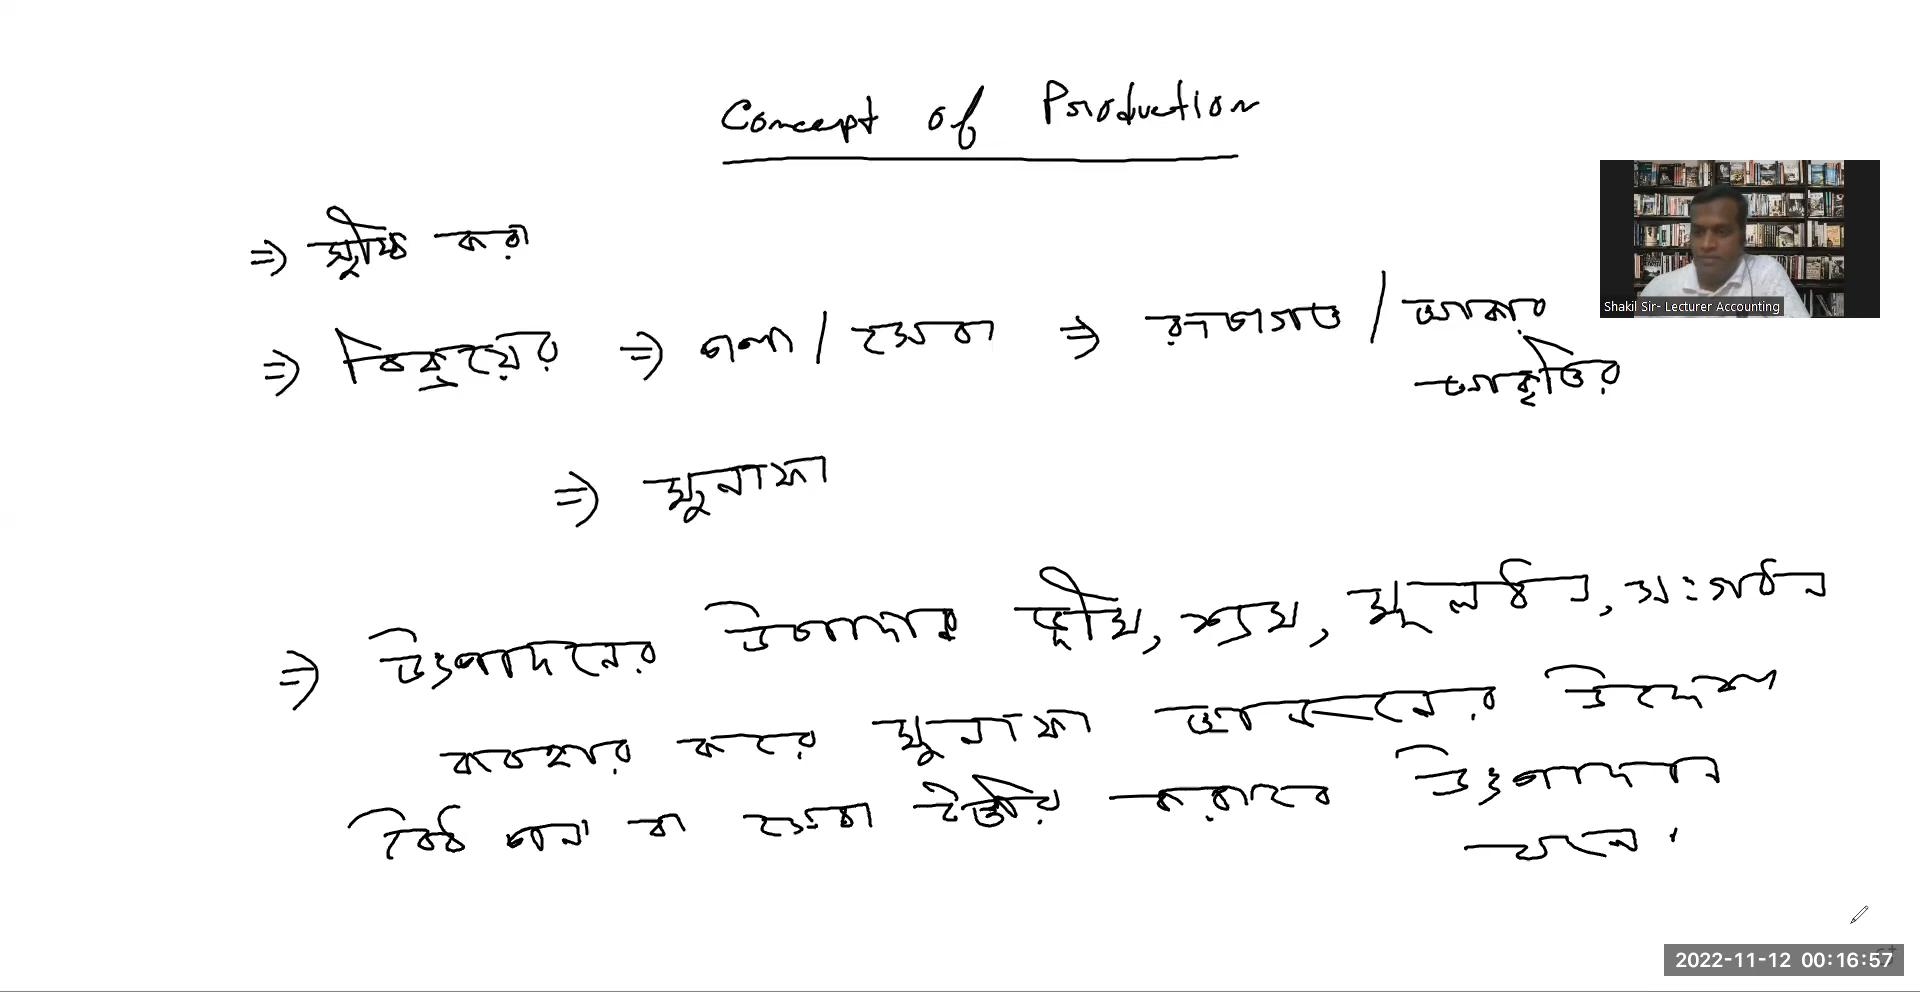 Concept of Production
⇒ সৃষ্টি করা
Shakil Sir- Lecturer Accounting
⇒ বিক্রয়ের ⇒ পণ্য / সেবা ⇒ রূপগত / আকার
আকৃতির
⇒ মুনাফা
⇒ উৎপাদনের উপাদান ভূমি, শ্রম, মূলধন, সংগঠন
ব্যবহার করে মুনাফা অর্জনের উদ্দেশ্যে
পণ্য বা সেবা তৈরি করাকে উৎপাদন
বলে।
2022-11-12 00:16:57